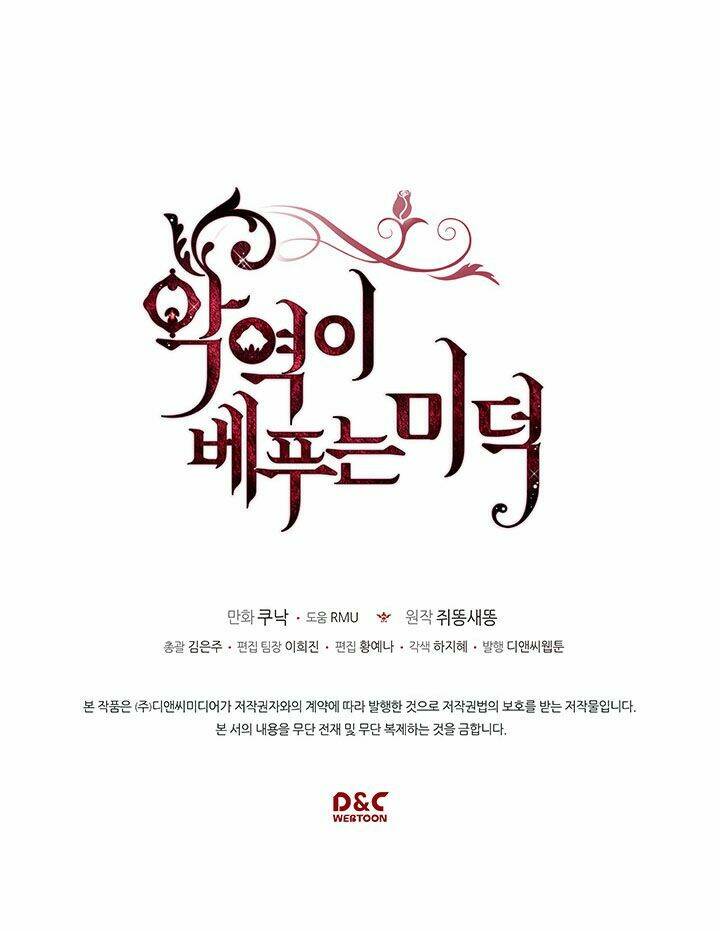 악역이
베푸는 미덕
만화 쿠낙 • 도움 RMU 원작 쥐똥새똥
총괄 김은주 • 편집 팀장 이희진 • 편집 황예나 • 각색 하지혜 • 발행 디앤씨웹툰
본 작품은 (주)디앤씨미디어가 저작권자와의 계약에 따라 발행한 것으로 저작권법의 보호를 받는 저작물입니다.
본 서의 내용을 무단 전재 및 무단 복제하는 것을 금합니다.
D&C
WEBTOON